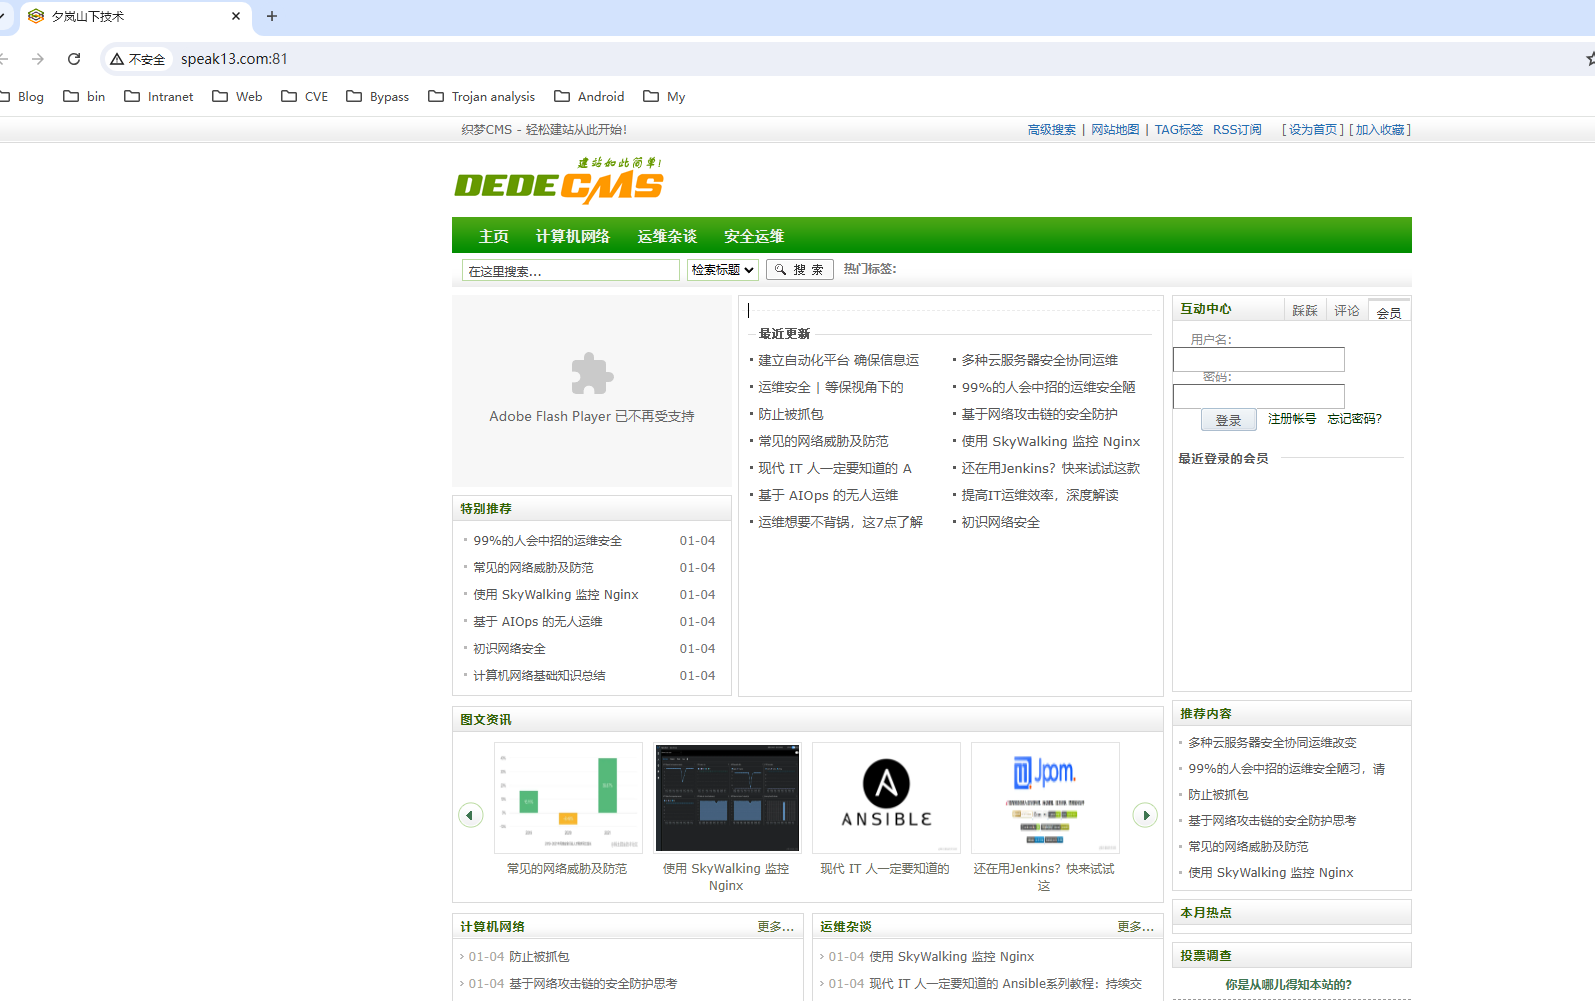 夕岚山下技术
不安全 speak13.com:81
Blog bin Intranet Web CVE Bypass Trojan analysis Android My
织梦CMS - 轻松建站从此开始！
高级搜索 | 网站地图 | TAG标签 RSS订阅 [设为首页] [加入收藏]
建站如此简单！
DEDECMS
主页 计算机网络 运维杂谈 安全运维
在这里搜索... 检索标题 搜 索 热门标签:
Adobe Flash Player 已不再受支持
特别推荐
99%的人会中招的运维安全 01-04
常见的网络威胁及防范 01-04
使用 SkyWalking 监控 Nginx 01-04
基于 AIOps 的无人运维 01-04
初识网络安全 01-04
计算机网络基础知识总结 01-04
最近更新
建立自动化平台 确保信息运 多种云服务器安全协同运维
运维安全 | 等保视角下的 99%的人会中招的运维安全陋
防止被抓包 基于网络攻击链的安全防护
常见的网络威胁及防范 使用 SkyWalking 监控 Nginx
现代 IT 人一定要知道的 A 还在用Jenkins？快来试试这款
基于 AIOps 的无人运维 提高IT运维效率，深度解读
运维想要不背锅，这7点了解 初识网络安全
互动中心 踩踩 评论 会员
用户名：
密码：
登录 注册帐号 忘记密码?
最近登录的会员
图文资讯
ANSIBLE
Jpom
常见的网络威胁及防范
使用 SkyWalking 监控
Nginx
现代 IT 人一定要知道的
还在用Jenkins？快来试试
这
推荐内容
多种云服务器安全协同运维改变
99%的人会中招的运维安全陋习，请
防止被抓包
基于网络攻击链的安全防护思考
常见的网络威胁及防范
使用 SkyWalking 监控 Nginx
本月热点
投票调查
你是从哪儿得知本站的?
计算机网络 更多...
01-04 防止被抓包
01-04 基于网络攻击链的安全防护思考
运维杂谈 更多...
01-04 使用 SkyWalking 监控 Nginx
01-04 现代 IT 人一定要知道的 Ansible系列教程：持续交